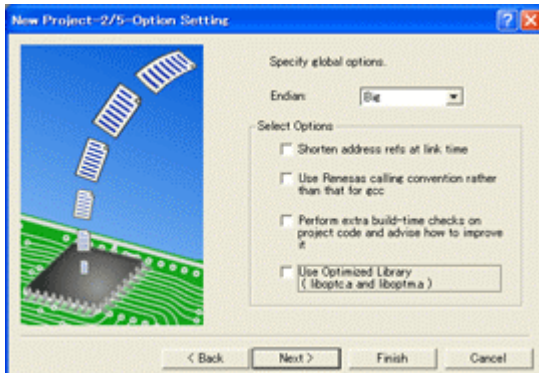 New Project-2/5-Option Setting
Specify global options.
Endian:
Big
Select Options
Shorten address refs at link time
Use Renesas calling convention rather
than that for gcc
Perform extra build-time checks on
project code and advise how to improve
it
Use Optimized Library
( liboptc.a and liboptm.a )
< Back
Next >
Finish
Cancel